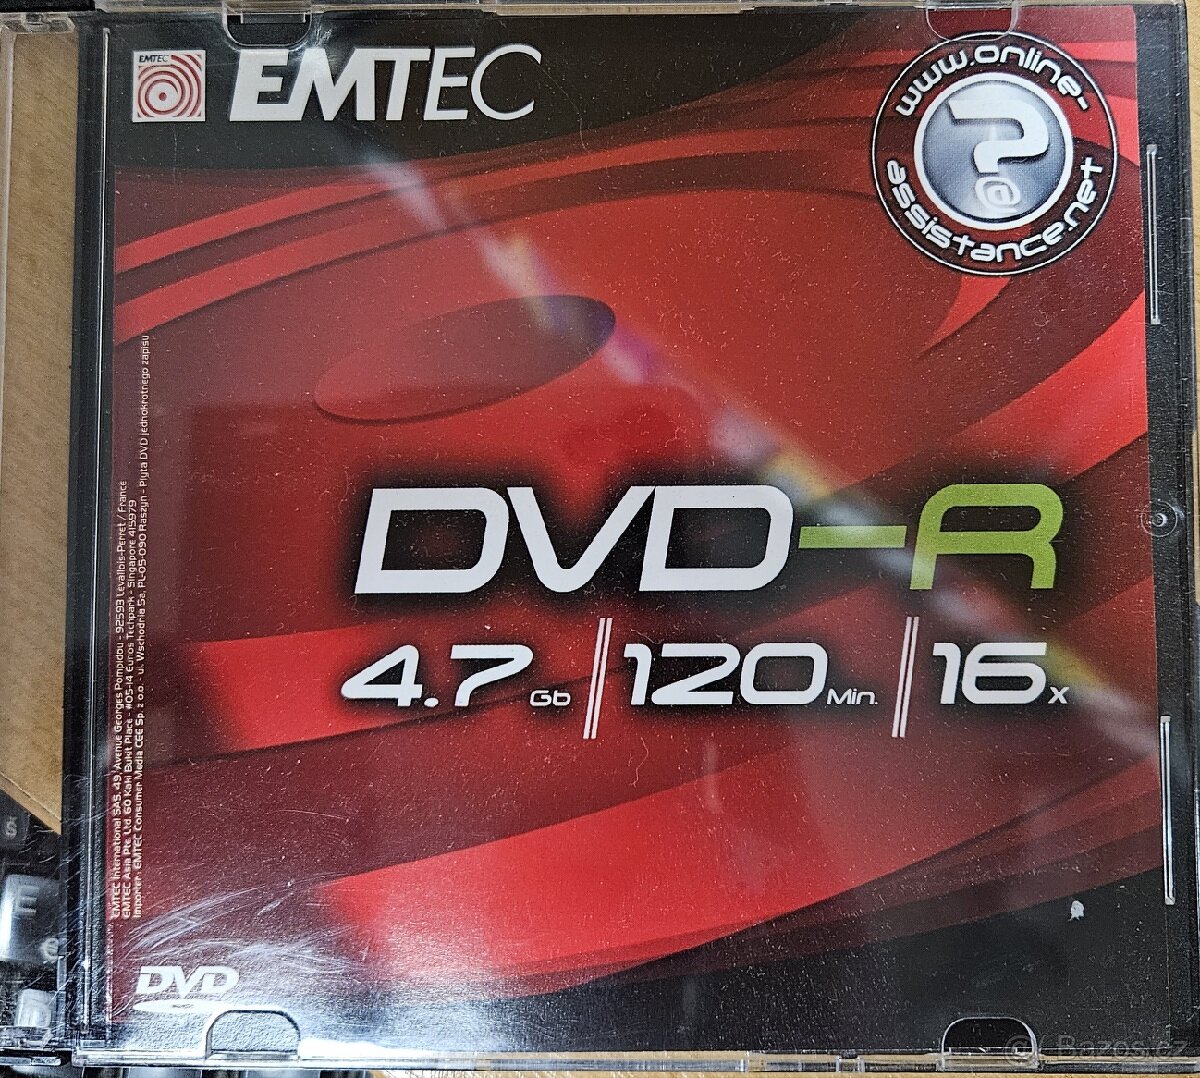 EMTEC
EMTEC
www.online-
assistance.net
?
@
DVD-R
4.7 Gb 120 Min. 16x
EMTEC International SAS, 49, Avenue Georges Pompidou - 92593 Levallois-Perret / France
EMTEC Asia Pte. Ltd. 60 Kaki Bukit Place - #05-14 Eunos Techpark - Singapore 415979
Importer: EMTEC Consumer Media CEE Sp. z o.o. - ul. Wschodnia 5a, PL-05-090 Raszyn - Płyta DVD jednokrotnego zapisu
DVD
S
E
e
D
© Bazos.cz